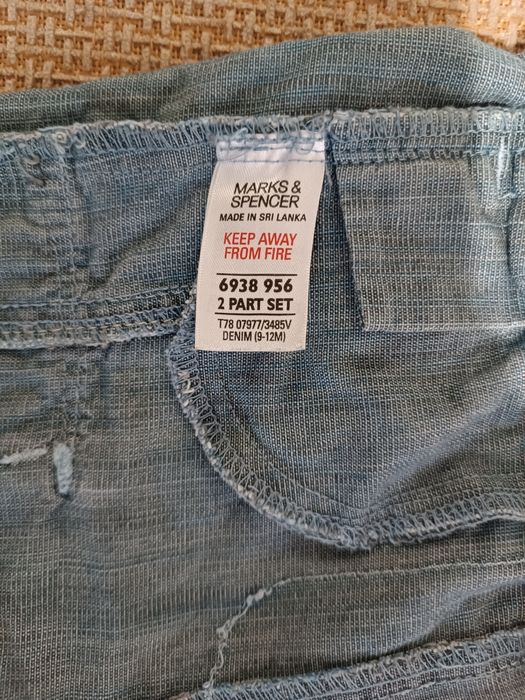 MARKS &
SPENCER
MADE IN SRI LANKA
KEEP AWAY
FROM FIRE
6938 956
2 PART SET
T78 07977/3485V
DENIM (9-12M)